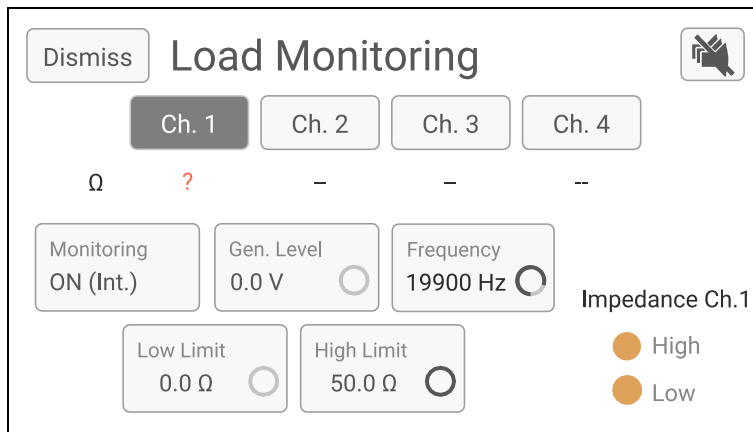 Dismiss Load Monitoring
Ch. 1 Ch. 2 Ch. 3 Ch. 4
Ω ? – – --
Monitoring
ON (Int.)
Gen. Level
0.0 V
Frequency
19900 Hz
Low Limit
0.0 Ω
High Limit
50.0 Ω
Impedance Ch.1
High
Low